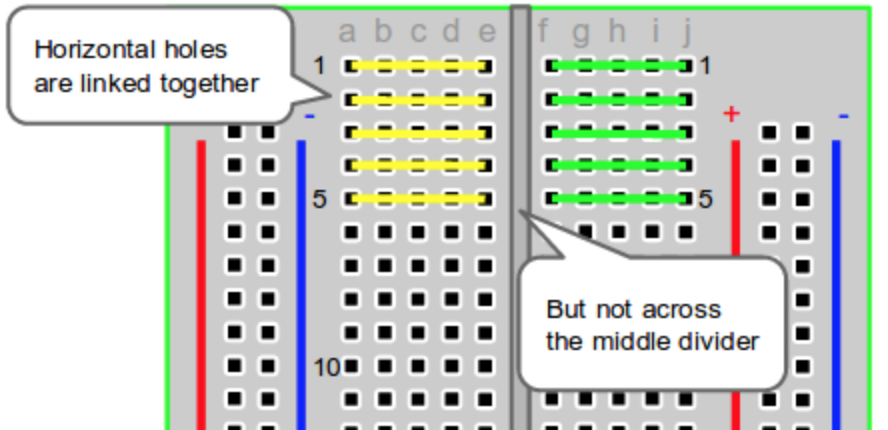 Horizontal holes
are linked together
a b c d e f g h i j
1 1
- + -
5 5
But not across
the middle divider
10